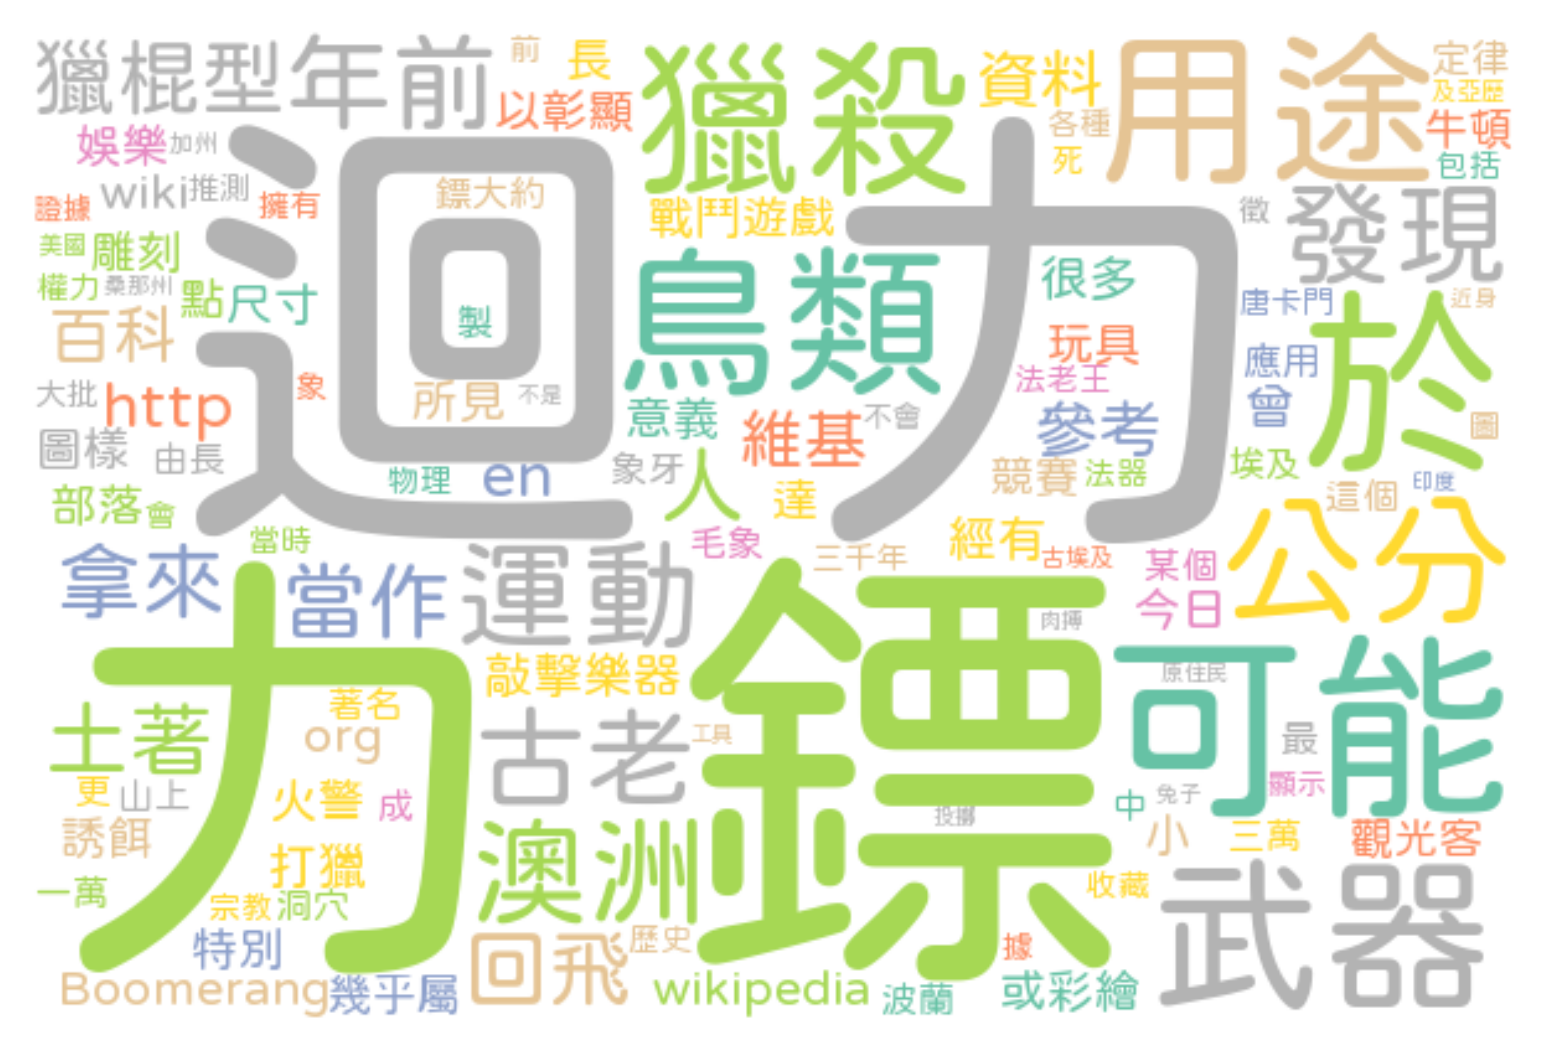 獵棍型年前
前
長
以彰顯
獵殺
資料
用途
定律
及亞歷
牛頓
包括
各種
死
娛樂
加州
wiki
推測
擁有
證據
美國
雕刻
權力
桑那州
點
尺寸
百科
迴力
鏢大約
製
所見
不是
戰鬥遊戲
鳥類
很多
徵
發現
唐卡門
近身
於
玩具
法老王
應用
曾
圖
大批
http
象
圖樣
由長
物理
en
意義
維基
不會
參考
象牙
人
達
競賽
法器
埃及
這個
印度
部落
會
當時
毛象
三千年
經有
古埃及
某個
今日
公分
拿來
當作
運動
力鏢
肉搏
敲擊樂器
可能
原住民
最
顯示
土著
著名
org
古老
工具
更
山上
火警
成
投擲
中
兔子
小
三萬
觀光客
誘餌
打獵
澳洲
一萬
宗教
洞穴
收藏
武器
特別
回飛
歷史
據
Boomerang
幾乎屬
wikipedia
波蘭
或彩繪